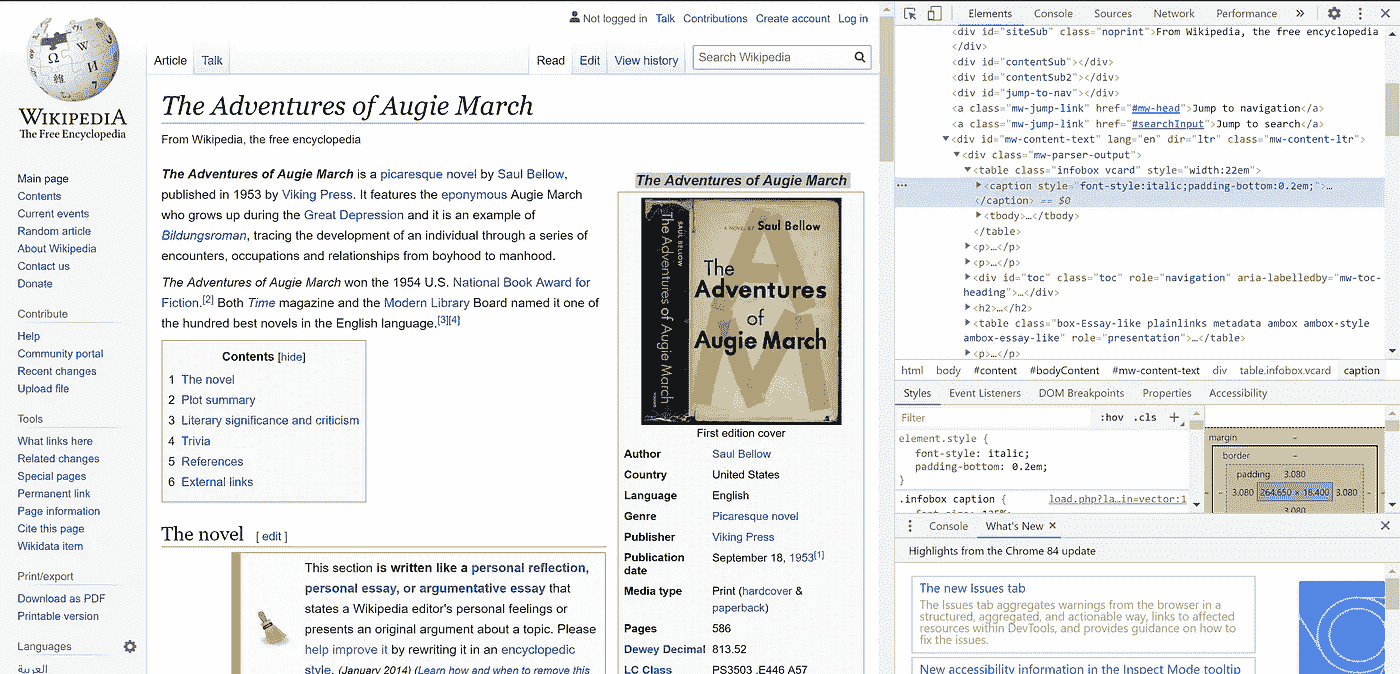 Not logged in Talk Contributions Create account Log in
Article Talk Read Edit View history Search Wikipedia
WIKIPEDIA
The Free Encyclopedia
Main page
Contents
Current events
Random article
About Wikipedia
Contact us
Donate
Contribute
Help
Community portal
Recent changes
Upload file
Tools
What links here
Related changes
Special pages
Permanent link
Page information
Cite this page
Wikidata item
Print/export
Download as PDF
Printable version
Languages
العربية
The Adventures of Augie March
From Wikipedia, the free encyclopedia
The Adventures of Augie March is a picaresque novel by Saul Bellow,
published in 1953 by Viking Press. It features the eponymous Augie March
who grows up during the Great Depression and it is an example of
Bildungsroman, tracing the development of an individual through a series of
encounters, occupations and relationships from boyhood to manhood.
The Adventures of Augie March won the 1954 U.S. National Book Award for
Fiction.[2] Both Time magazine and the Modern Library Board named it one of
the hundred best novels in the English language.[3][4]
Contents [hide]
1 The novel
2 Plot summary
3 Literary significance and criticism
4 Trivia
5 References
6 External links
The novel [ edit ]
This section is written like a personal reflection,
personal essay, or argumentative essay that
states a Wikipedia editor's personal feelings or
presents an original argument about a topic. Please
help improve it by rewriting it in an encyclopedic
style. (January 2014) (Learn how and when to remove this
The Adventures of Augie March
SAUL BELLOW
The Adventures of Augie March
A NOVEL BY Saul Bellow
The
Adventures
of
Augie March
First edition cover
Author Saul Bellow
Country United States
Language English
Genre Picaresque novel
Publisher Viking Press
Publication date September 18, 1953[1]
Media type Print (hardcover &
paperback)
Pages 586
Dewey Decimal 813.52
LC Class PS3503 .E446 A57
Elements Console Sources Network Performance »
<div id="siteSub" class="noprint">From Wikipedia, the free encyclopedia
</div>
<div id="contentSub"></div>
<div id="contentSub2"></div>
<div id="jump-to-nav"></div>
<a class="mw-jump-link" href="#mw-head">Jump to navigation</a>
<a class="mw-jump-link" href="#searchInput">Jump to search</a>
<div id="mw-content-text" lang="en" dir="ltr" class="mw-content-ltr">
<div class="mw-parser-output">
<table class="infobox vcard" style="width:22em">
<caption style="font-style:italic;padding-bottom:0.2em;">…
</caption> == $0
<tbody>…</tbody>
</table>
<p>…</p>
<p>…</p>
<div id="toc" class="toc" role="navigation" aria-labelledby="mw-toc-
heading">…</div>
<h2>…</h2>
<table class="box-Essay-like plainlinks metadata ambox ambox-style
ambox-essay-like" role="presentation">…</table>
<p>…</p>
html body #content #bodyContent #mw-content-text div table.infobox.vcard caption
Styles Event Listeners DOM Breakpoints Properties Accessibility
Filter :hov .cls +
element.style {
font-style: italic;
padding-bottom: 0.2em;
}
.infobox caption { load.php?la…in=vector:1
margin -
border -
padding 3.080
- - 3.080 264.650 × 18.400 3.080 - -
3.080
Console What's New ×
Highlights from the Chrome 84 update
The new Issues tab
The Issues tab aggregates warnings from the browser in a
structured, aggregated, and actionable way, links to affected
resources within DevTools, and provides guidance on how to
fix the issues.
New accessibility information in the Inspect Mode tooltip